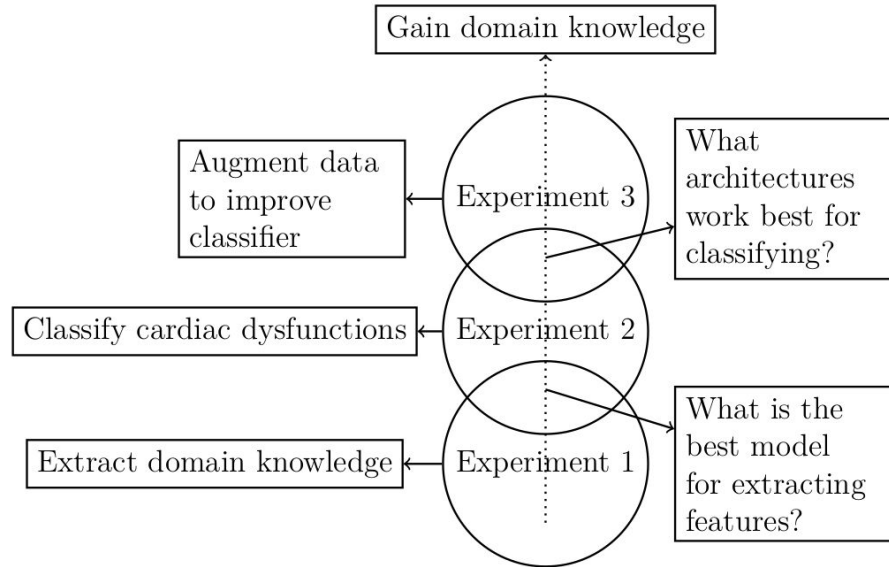 Gain domain knowledge
Augment data
to improve
classifier
Experiment 3
What
architectures
work best for
classifying?
Classify cardiac dysfunctions
Experiment 2
Extract domain knowledge
Experiment 1
What is the
best model
for extracting
features?